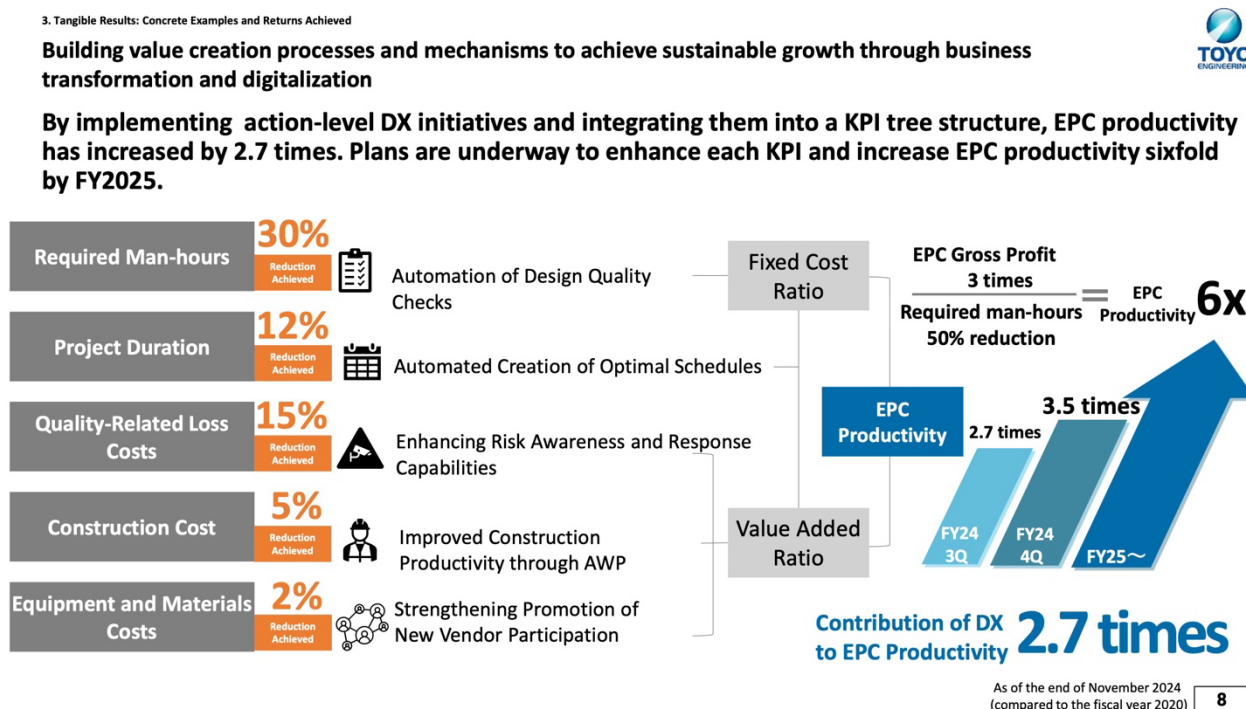 3. Tangible Results: Concrete Examples and Returns Achieved
TOYO
ENGINEERING
Building value creation processes and mechanisms to achieve sustainable growth through business
transformation and digitalization
By implementing action-level DX initiatives and integrating them into a KPI tree structure, EPC productivity
has increased by 2.7 times. Plans are underway to enhance each KPI and increase EPC productivity sixfold
by FY2025.
Required Man-hours
30%
Reduction
Achieved
Automation of Design Quality
Checks
Project Duration
12%
Reduction
Achieved
Automated Creation of Optimal Schedules
Quality-Related Loss
Costs
15%
Reduction
Achieved
Enhancing Risk Awareness and Response
Capabilities
Construction Cost
5%
Reduction
Achieved
Improved Construction
Productivity through AWP
Equipment and Materials
Costs
2%
Reduction
Achieved
Strengthening Promotion of
New Vendor Participation
Fixed Cost
Ratio
Value Added
Ratio
EPC
Productivity
EPC Gross Profit
3 times
Required man-hours
50% reduction
=
EPC
Productivity
6x
2.7 times
3.5 times
FY24
3Q
FY24
4Q
FY25～
Contribution of DX
to EPC Productivity
2.7 times
As of the end of November 2024
(compared to the fiscal year 2020)
8